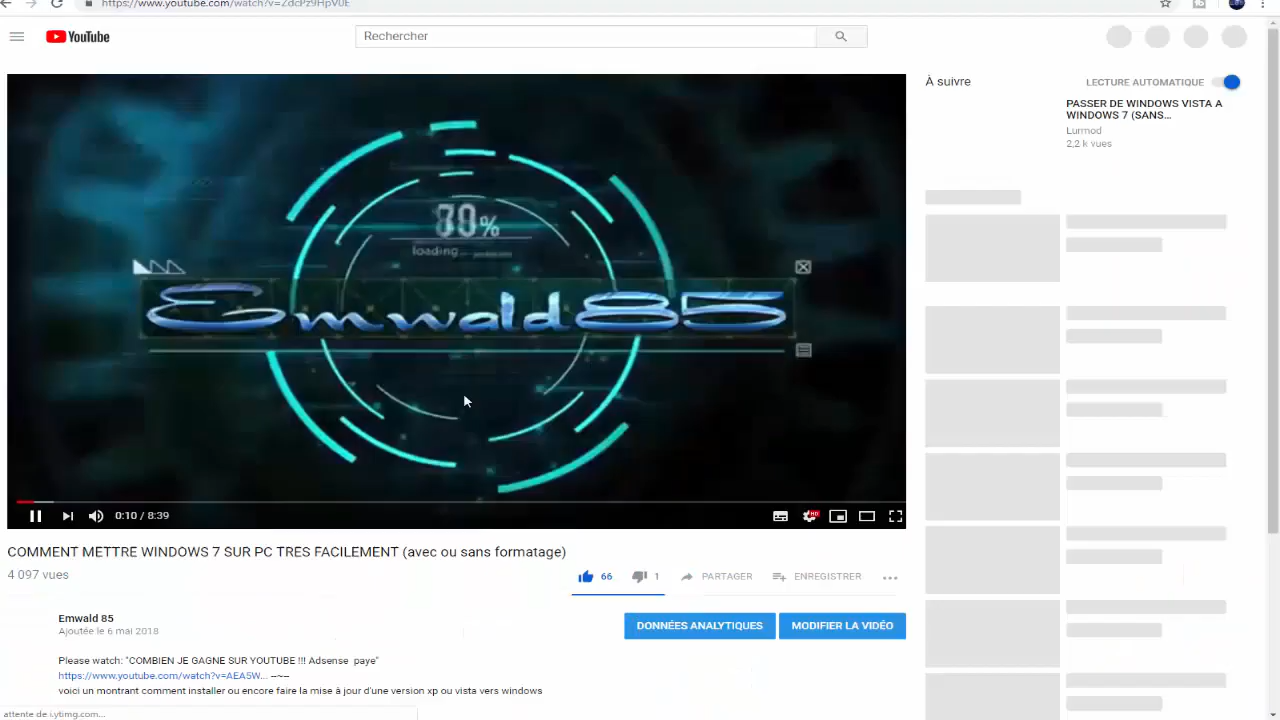 https://www.youtube.com/watch?v=ZdcPz9HpV0E
YouTube
Rechercher
À suivre
LECTURE AUTOMATIQUE
PASSER DE WINDOWS VISTA A
WINDOWS 7 (SANS...
Lurmod
2,2 k vues
loading
Emwald85
0:10 / 8:39
HD
COMMENT METTRE WINDOWS 7 SUR PC TRES FACILEMENT (avec ou sans formatage)
4 097 vues
66
1
PARTAGER
ENREGISTRER
Emwald 85
Ajoutée le 6 mai 2018
DONNÉES ANALYTIQUES
MODIFIER LA VIDÉO
Please watch: "COMBIEN JE GAGNE SUR YOUTUBE !!! Adsense paye"
https://www.youtube.com/watch?v=AEA5W... --~--
voici un montrant comment installer ou encore faire la mise à jour d'une version xp ou vista vers windows
attente de i.ytimg.com...